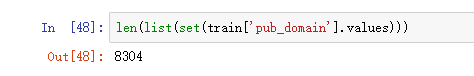 In [48]: len(list(set(train['pub_domain'].values)))
Out[48]: 8304